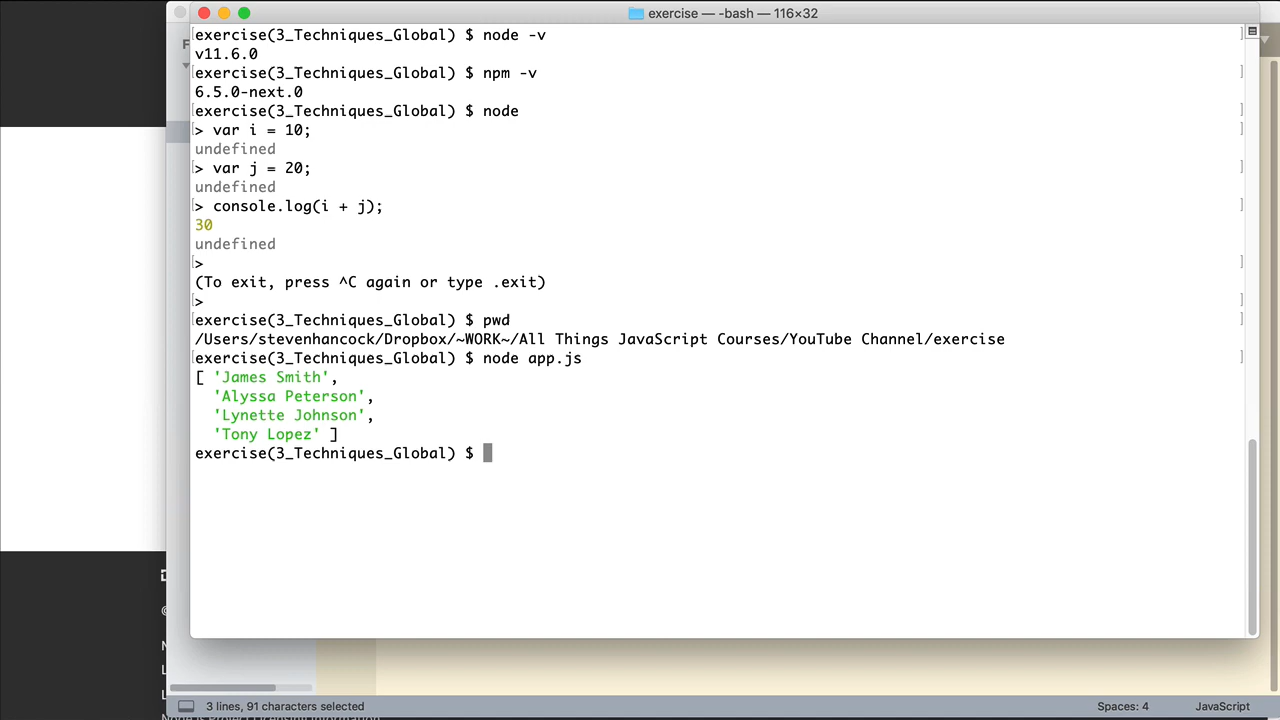 exercise — -bash — 116×32
exercise(3_Techniques_Global) $ node -v
v11.6.0
exercise(3_Techniques_Global) $ npm -v
6.5.0-next.0
exercise(3_Techniques_Global) $ node
> var i = 10;
undefined
> var j = 20;
undefined
> console.log(i + j);
30
undefined
>
(To exit, press ^C again or type .exit)
>
exercise(3_Techniques_Global) $ pwd
/Users/stevenhancock/Dropbox/~WORK~/All Things JavaScript Courses/YouTube Channel/exercise
exercise(3_Techniques_Global) $ node app.js
[ 'James Smith',
'Alyssa Peterson',
'Lynette Johnson',
'Tony Lopez' ]
exercise(3_Techniques_Global) $
3 lines, 91 characters selected
Spaces: 4
JavaScript